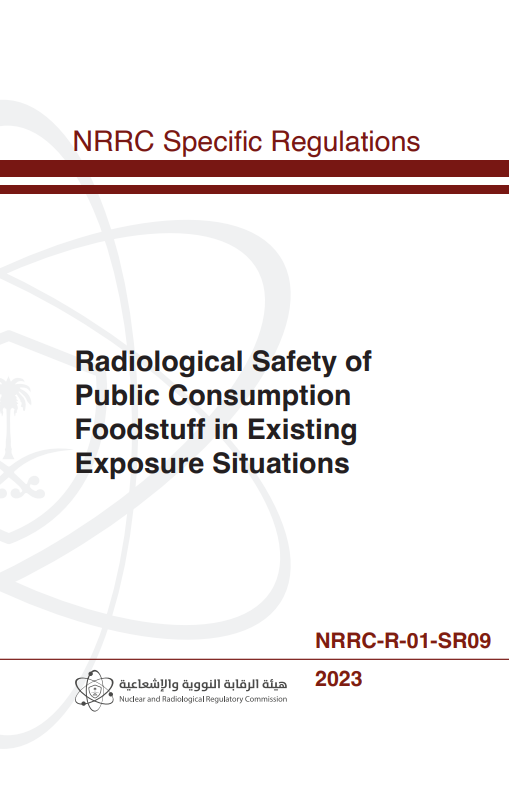 NRRC Specific Regulations
Radiological Safety of
Public Consumption
Foodstuff in Existing
Exposure Situations
NRRC-R-01-SR09
هيئة الرقابة النووية والإشعاعية
Nuclear and Radiological Regulatory Commission
2023